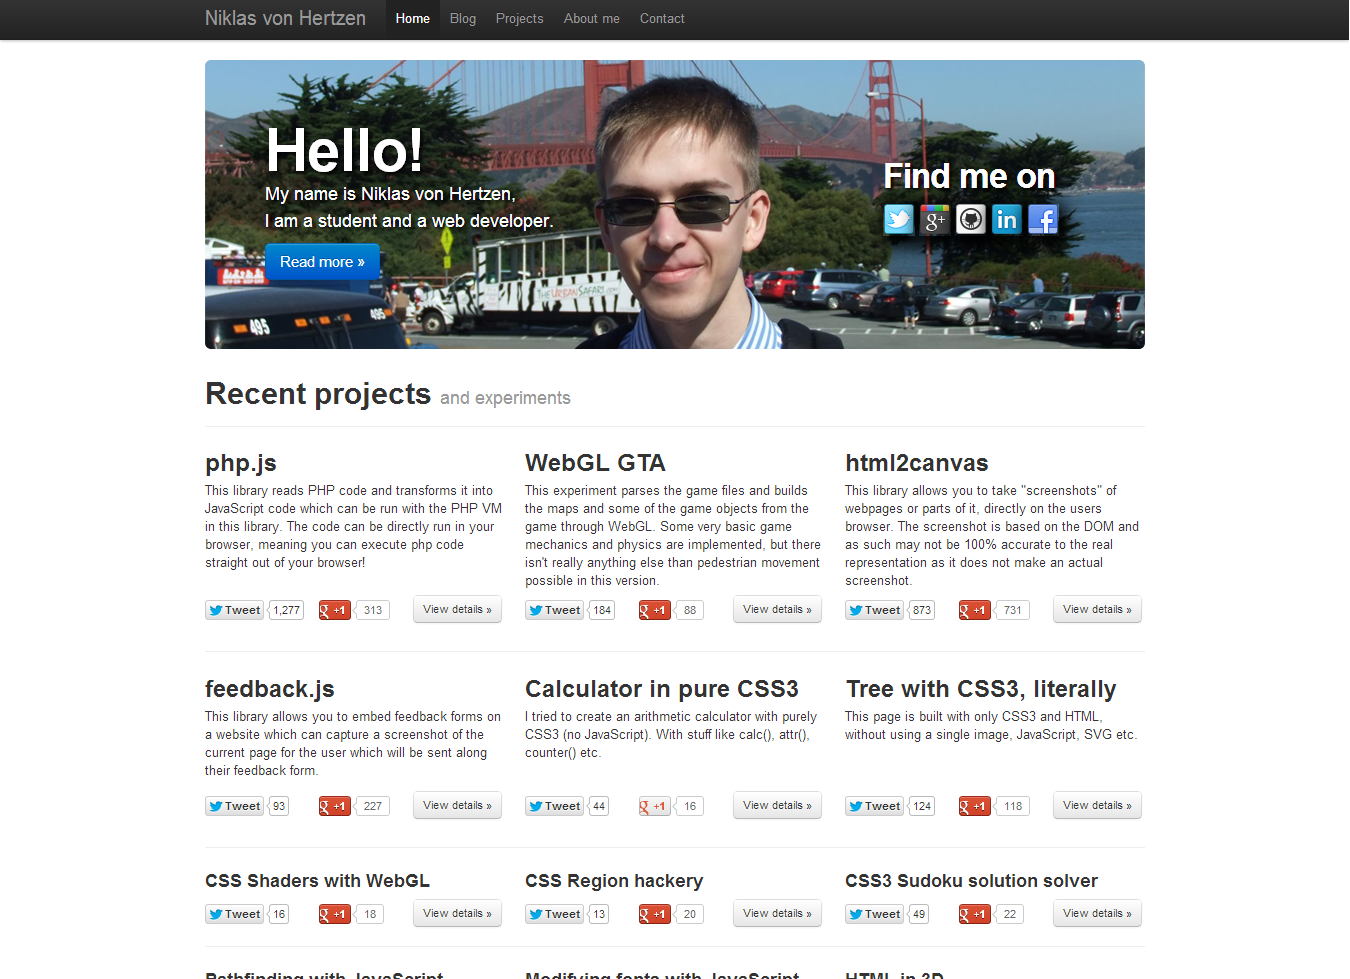 Niklas von Hertzen Home Blog Projects About me Contact
Hello!
My name is Niklas von Hertzen,
I am a student and a web developer.
Read more »
Find me on
495
495
THEURBANSAFARI.com
Recent projects and experiments
php.js
This library reads PHP code and transforms it into
JavaScript code which can be run with the PHP VM
in this library. The code can be directly run in your
browser, meaning you can execute php code
straight out of your browser!
Tweet 1,277 g +1 313 View details »
WebGL GTA
This experiment parses the game files and builds
the maps and some of the game objects from the
game through WebGL. Some very basic game
mechanics and physics are implemented, but there
isn't really anything else than pedestrian movement
possible in this version.
Tweet 184 g +1 88 View details »
html2canvas
This library allows you to take "screenshots" of
webpages or parts of it, directly on the users
browser. The screenshot is based on the DOM and
as such may not be 100% accurate to the real
representation as it does not make an actual
screenshot.
Tweet 873 g +1 731 View details »
feedback.js
This library allows you to embed feedback forms on
a website which can capture a screenshot of the
current page for the user which will be sent along
their feedback form.
Tweet 93 g +1 227 View details »
Calculator in pure CSS3
I tried to create an arithmetic calculator with purely
CSS3 (no JavaScript). With stuff like calc(), attr(),
counter() etc.
Tweet 44 g +1 16 View details »
Tree with CSS3, literally
This page is built with only CSS3 and HTML,
without using a single image, JavaScript, SVG etc.
Tweet 124 g +1 118 View details »
CSS Shaders with WebGL
Tweet 16 g +1 18 View details »
CSS Region hackery
Tweet 13 g +1 20 View details »
CSS3 Sudoku solution solver
Tweet 49 g +1 22 View details »
Pathfinding with JavaScript
Modifying fonts with JavaScript
HTML in 3D